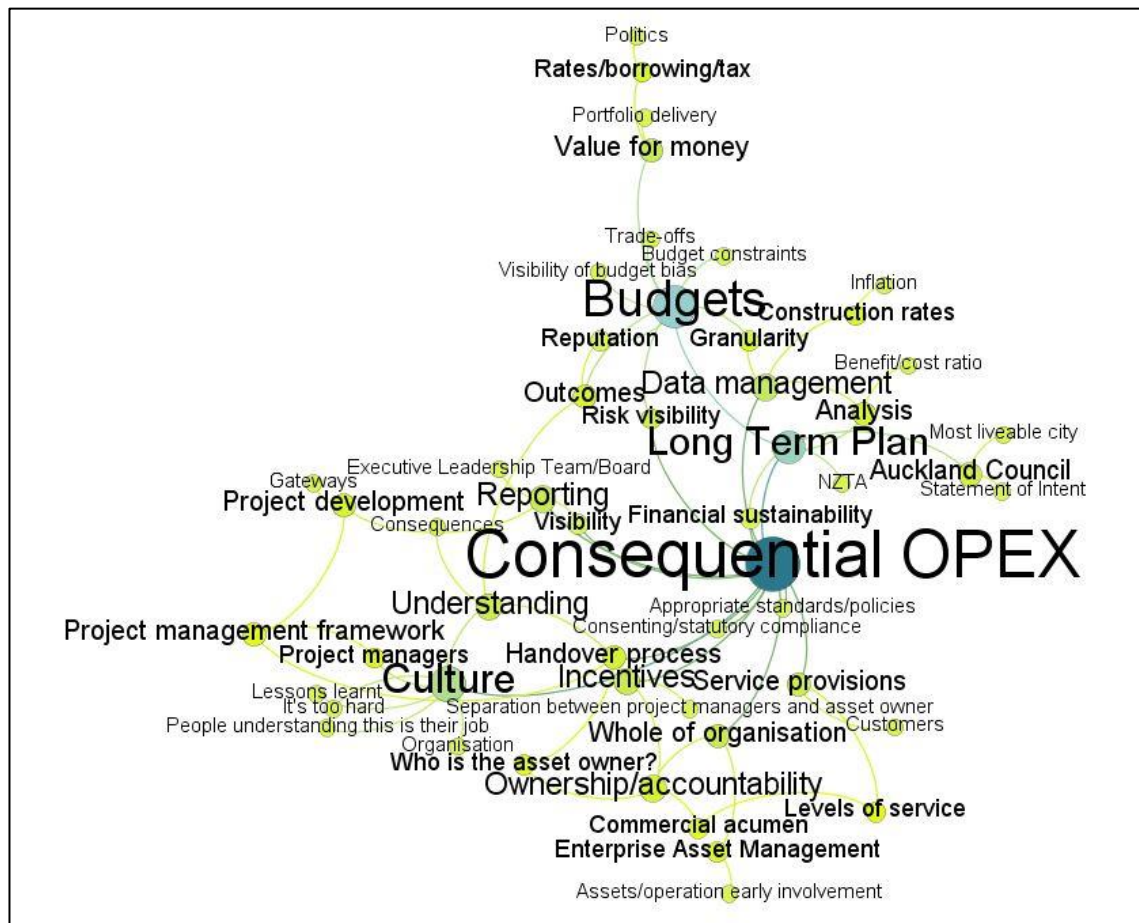 Politics
Rates/borrowing/tax
Portfolio delivery
Value for money
Trade-offs
Budget constraints
Visibility of budget bias
Inflation
Budgets
Construction rates
Reputation
Granularity
Benefit/cost ratio
Data management
Outcomes
Analysis
Risk visibility
Most liveable city
Long Term Plan
Executive Leadership Team/Board
Auckland Council
Gateways
NZTA
Statement of Intent
Reporting
Project development
Financial sustainability
Visibility
Consequences
Consequential OPEX
Understanding
Appropriate standards/policies
Consenting/statutory compliance
Project management framework
Handover process
Project managers
Culture
Incentives
Service provisions
Lessons learnt
It's too hard
Separation between project managers and asset owner
People understanding this is their job
Customers
Whole of organisation
Organisation
Who is the asset owner?
Ownership/accountability
Levels of service
Commercial acumen
Enterprise Asset Management
Assets/operation early involvement